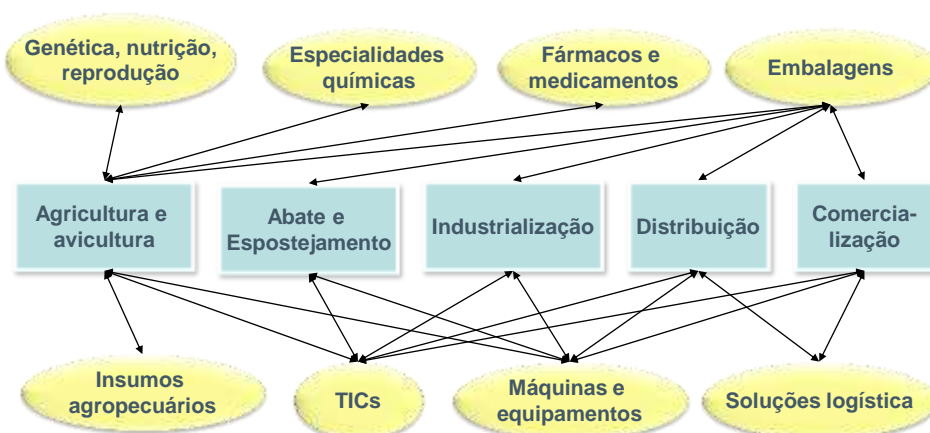 Genética, nutrição,
reprodução
Especialidades
químicas
Fármacos e
medicamentos
Embalagens
Agricultura e
avicultura
Abate e
Espostejamento
Industrialização
Distribuição
Comercia-
lização
Insumos
agropecuários
TICs
Máquinas e
equipamentos
Soluções logística